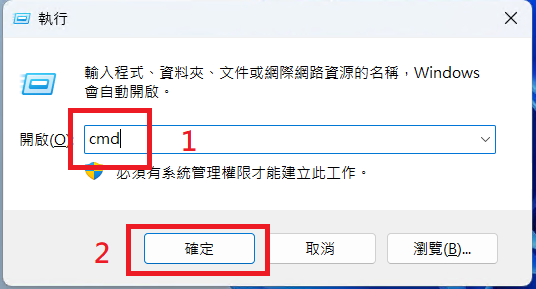 執行
輸入程式、資料夾、文件或網際網路資源的名稱，Windows
會自動開啟。
開啟(O): cmd
1
必須有系統管理權限才能建立此工作。
2
確定
取消
瀏覽(B)...